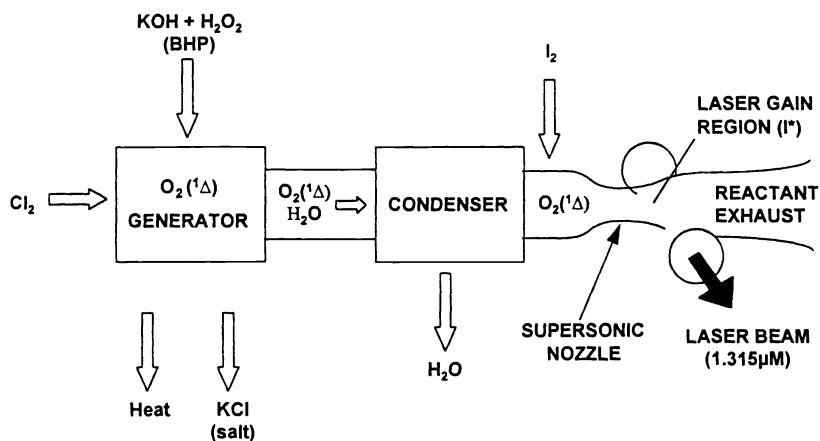 KOH + H₂O₂
(BHP)
I₂
LASER GAIN
REGION (I*)
Cl₂
O₂(¹Δ)
GENERATOR
O₂(¹Δ)
H₂O
CONDENSER
O₂(¹Δ)
REACTANT
EXHAUST
SUPERSONIC
NOZZLE
LASER BEAM
(1.315μM)
H₂O
Heat
KCl
(salt)